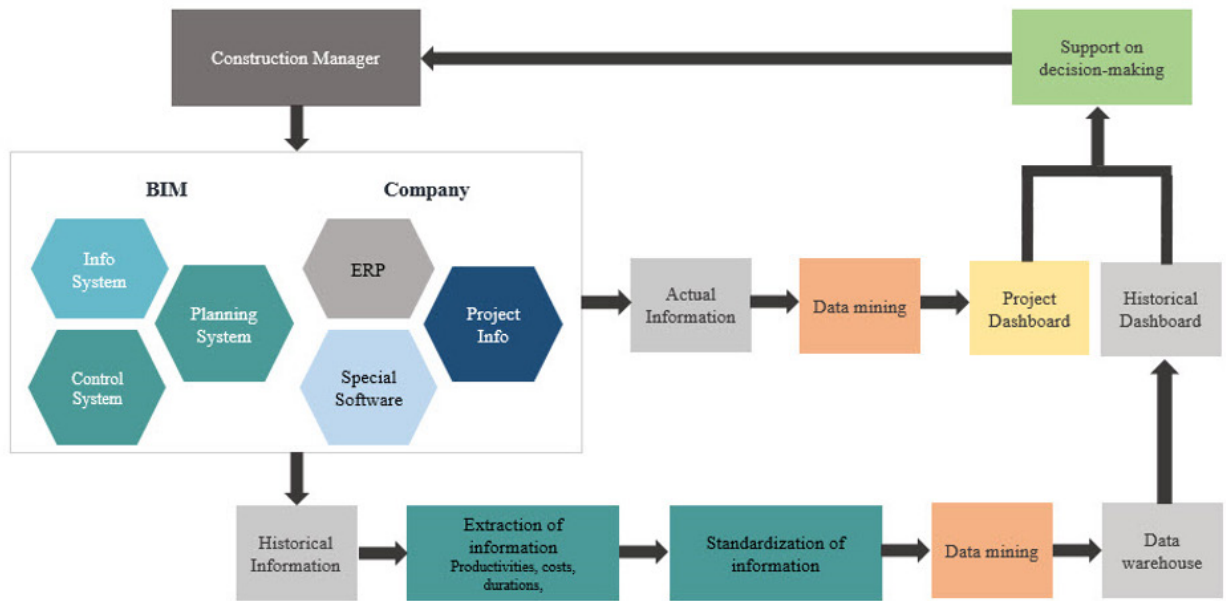 Construction Manager
Support on
decision-making
BIM
Company
Info
System
Planning
System
Control
System
ERP
Project
Info
Special
Software
Actual
Information
Data mining
Project
Dashboard
Historical
Dashboard
Historical
Information
Extraction of
information
Productivities, costs,
durations,
Standardization of
information
Data mining
Data
warehouse